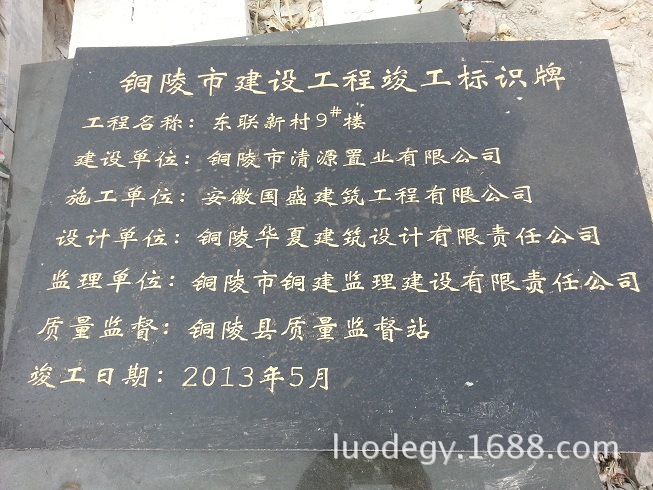 铜陵市建设工程竣工标识牌
工程名称：东联新村9#楼
建设单位：铜陵市清源置业有限公司
施工单位：安徽国盛建筑工程有限公司
设计单位：铜陵华夏建筑设计有限责任公司
监理单位：铜陵市铜建监理建设有限责任公司
质量监督：铜陵县质量监督站
竣工日期：2013年5月
luodegy.1688.com